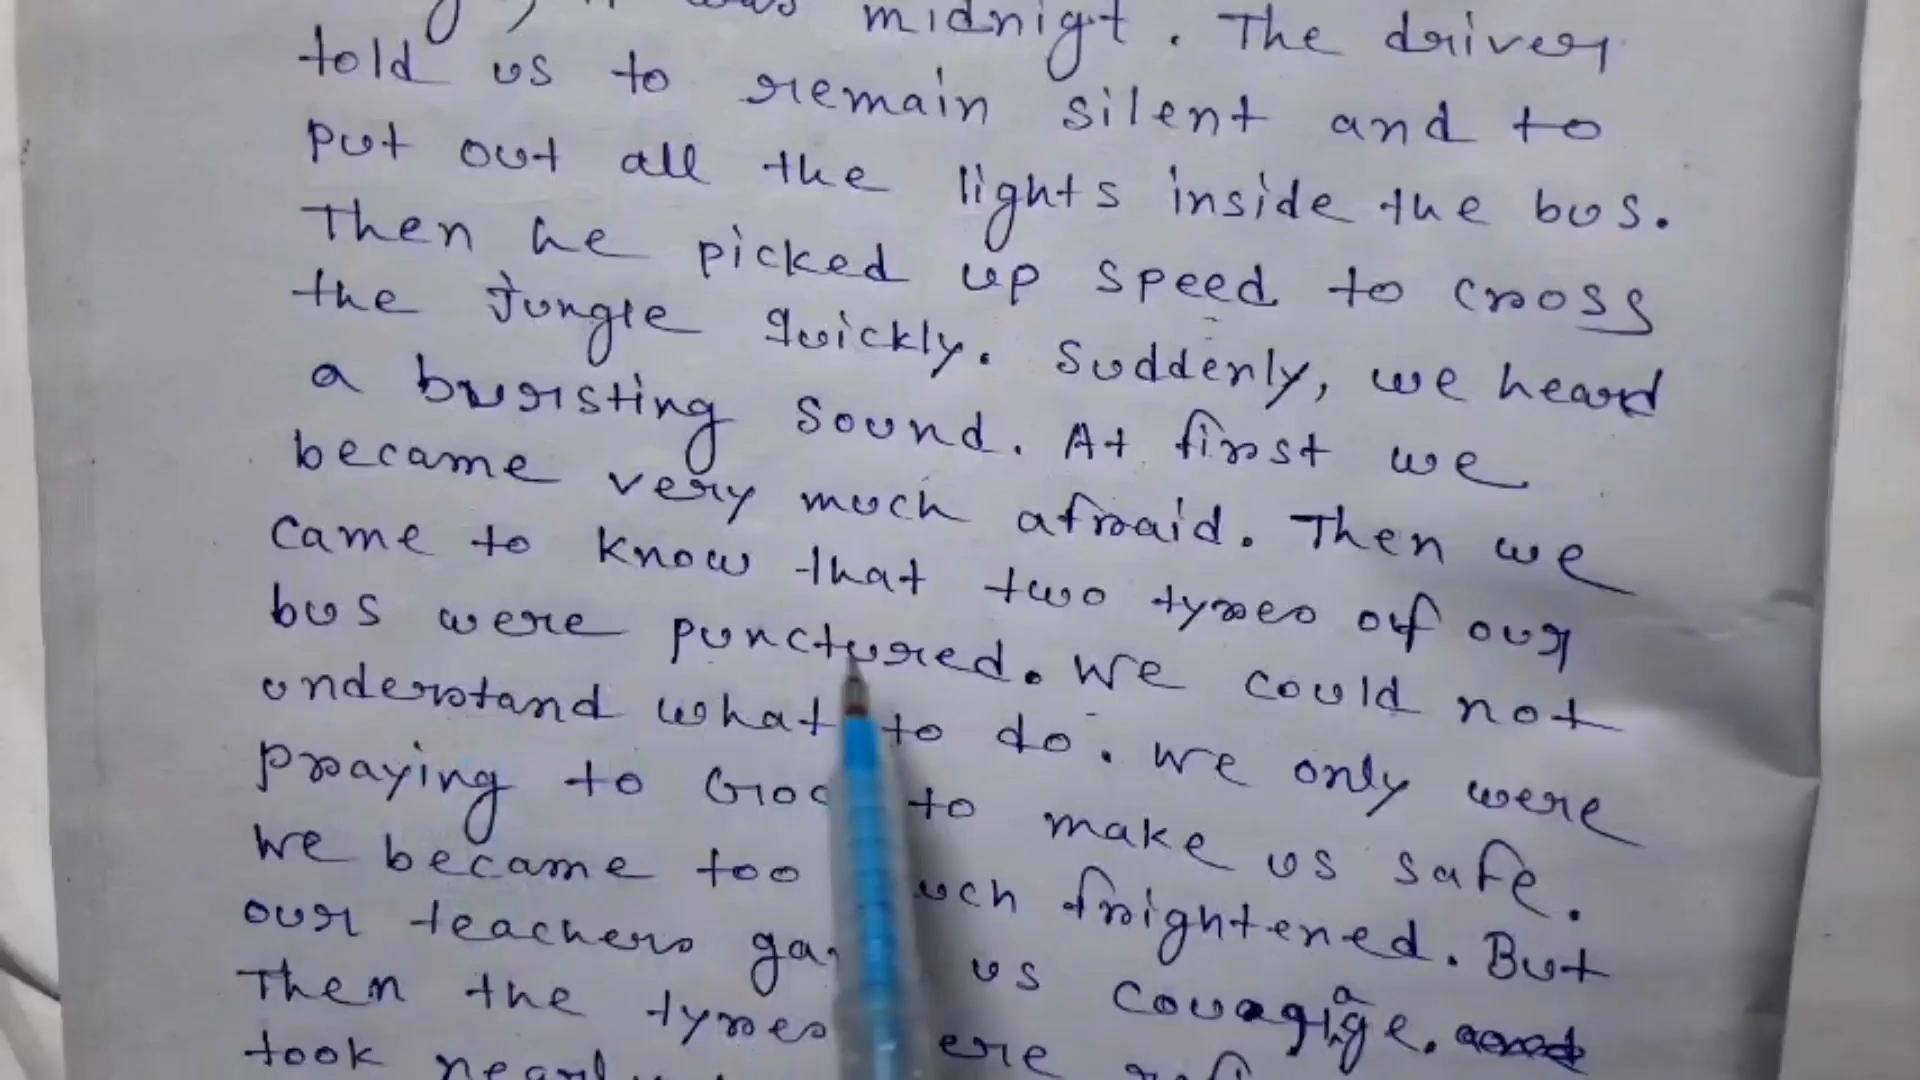 midnigt. The driver
told us to remain silent and to
put out all the lights inside the bus.
Then he picked up speed to cross
the Jungle quickly. Suddenly, we heard
a bursting sound. At first we
became very much afraid. Then we
came to know that two tyres of our
bus were punctured. We could not
understand what to do. We only were
praying to God to make us safe.
We became too frightened. But
our teachers us courage.
Then the tyres
took